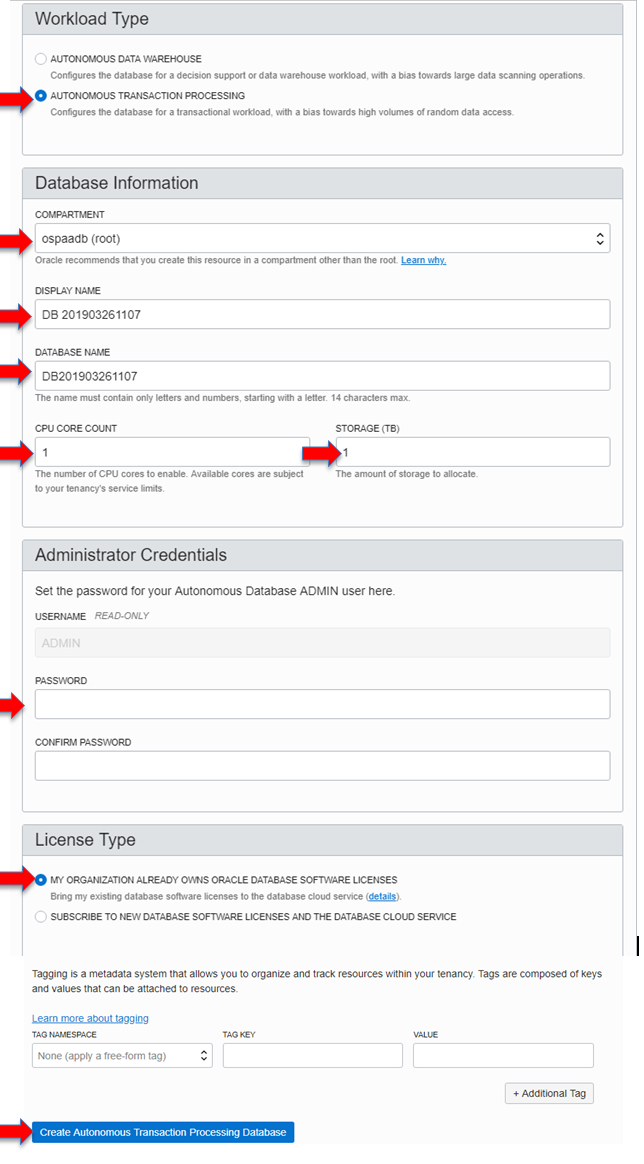 Workload Type
AUTONOMOUS DATA WAREHOUSE
Configures the database for a decision support or data warehouse workload, with a bias towards large data scanning operations.
AUTONOMOUS TRANSACTION PROCESSING
Configures the database for a transactional workload, with a bias towards high volumes of random data access.
Database Information
COMPARTMENT
ospaadb (root)
Oracle recommends that you create this resource in a compartment other than the root. Learn why.
DISPLAY NAME
DB 201903261107
DATABASE NAME
DB201903261107
The name must contain only letters and numbers, starting with a letter. 14 characters max.
CPU CORE COUNT
1
The number of CPU cores to enable. Available cores are subject
to your tenancy's service limits.
STORAGE (TB)
1
The amount of storage to allocate.
Administrator Credentials
Set the password for your Autonomous Database ADMIN user here.
USERNAME READ-ONLY
ADMIN
PASSWORD
CONFIRM PASSWORD
License Type
MY ORGANIZATION ALREADY OWNS ORACLE DATABASE SOFTWARE LICENSES
Bring my existing database software licenses to the database cloud service (details).
SUBSCRIBE TO NEW DATABASE SOFTWARE LICENSES AND THE DATABASE CLOUD SERVICE
Tagging is a metadata system that allows you to organize and track resources within your tenancy. Tags are composed of keys
and values that can be attached to resources.
Learn more about tagging
TAG NAMESPACE
None (apply a free-form tag)
TAG KEY
VALUE
+ Additional Tag
Create Autonomous Transaction Processing Database